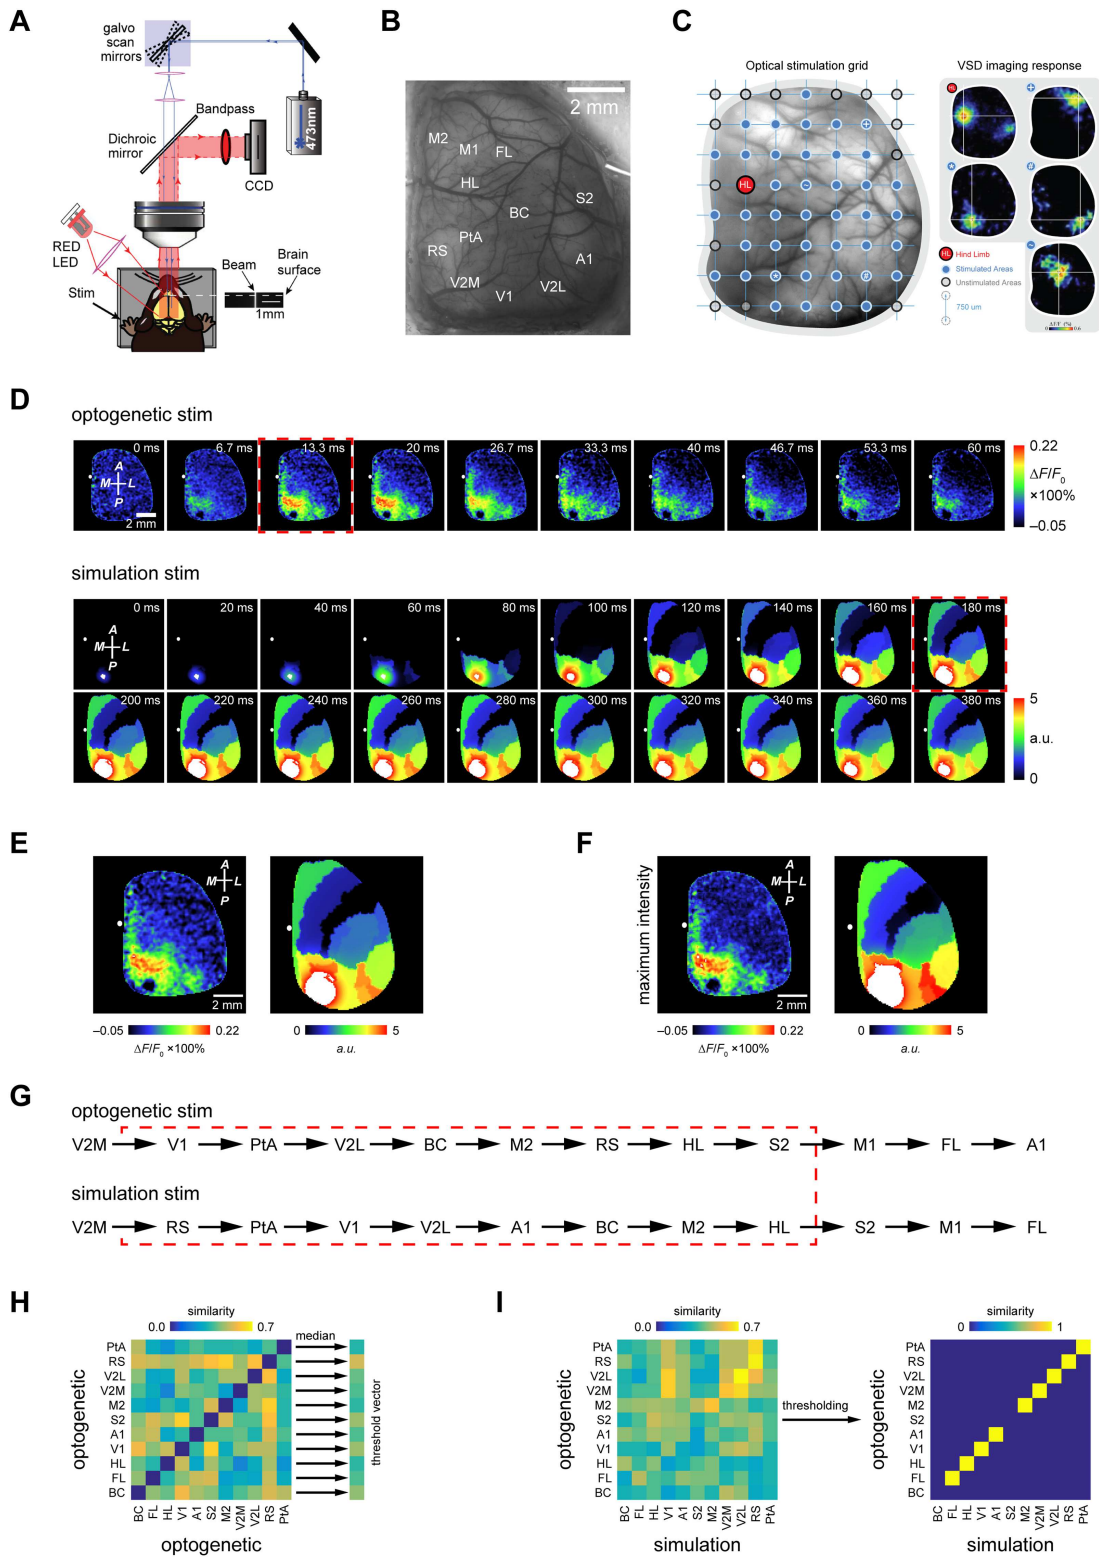 A
galvo
scan
mirrors
Bandpass
Dichroic
mirror
473nm
CCD
RED
LED
Beam
Brain
surface
Stim
1mm
B
2 mm
M2
M1
FL
HL
S2
BC
PtA
RS
A1
V2M
V2L
V1
C
Optical stimulation grid
VSD imaging response
HL
+
HL
~
*
#
HL
+
*
#
~
HL Hind Limb
Stimulated Areas
Unstimulated Areas
750 um
ΔF/F (%)
0 0.6
D
optogenetic stim
0 ms 6.7 ms 13.3 ms 20 ms 26.7 ms 33.3 ms 40 ms 46.7 ms 53.3 ms 60 ms
A
M L
P
2 mm
0.22
ΔF/F0
×100%
–0.05
simulation stim
0 ms 20 ms 40 ms 60 ms 80 ms 100 ms 120 ms 140 ms 160 ms 180 ms
A
M L
P
200 ms 220 ms 240 ms 260 ms 280 ms 300 ms 320 ms 340 ms 360 ms 380 ms
5
a.u.
0
E
A
M L
P
2 mm
–0.05 0.22
ΔF/F0 ×100%
0 5
a.u.
F
maximum intensity
A
M L
P
2 mm
–0.05 0.22
ΔF/F0 ×100%
0 5
a.u.
G
optogenetic stim
V2M V1 PtA V2L BC M2 RS HL S2 M1 FL A1
simulation stim
V2M RS PtA V1 V2L A1 BC M2 HL S2 M1 FL
H
similarity
0.0 0.7
median
optogenetic
PtA
RS
V2L
V2M
M2
S2
A1
V1
HL
FL
BC
threshold vector
BC FL HL V1 A1 S2 M2 V2M V2L RS PtA
optogenetic
I
similarity
0.0 0.7
optogenetic
PtA
RS
V2L
V2M
M2
S2
A1
V1
HL
FL
BC
BC FL HL V1 A1 S2 M2 V2M V2L RS PtA
simulation
thresholding
similarity
0 1
optogenetic
PtA
RS
V2L
V2M
M2
S2
A1
V1
HL
FL
BC
BC FL HL V1 A1 S2 M2 V2M V2L RS PtA
simulation